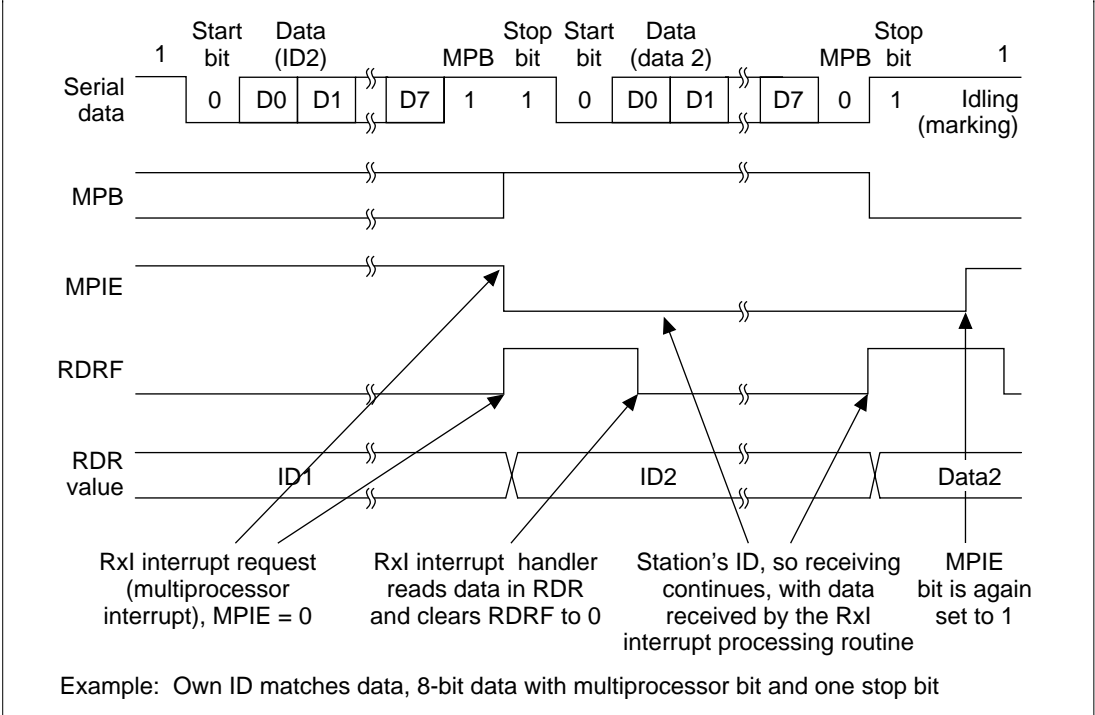 Start Data Stop Start Data Stop
1 bit (ID2) MPB bit bit (data 2) MPB bit 1
Serial data
0 D0 D1 D7 1 1 0 D0 D1 D7 0 1 Idling (marking)
MPB
MPIE
RDRF
RDR value
ID1 ID2 Data2
RxI interrupt request
(multiprocessor
interrupt), MPIE = 0
RxI interrupt handler
reads data in RDR
and clears RDRF to 0
Station's ID, so receiving
continues, with data
received by the RxI
interrupt processing routine
MPIE
bit is again
set to 1
Example: Own ID matches data, 8-bit data with multiprocessor bit and one stop bit